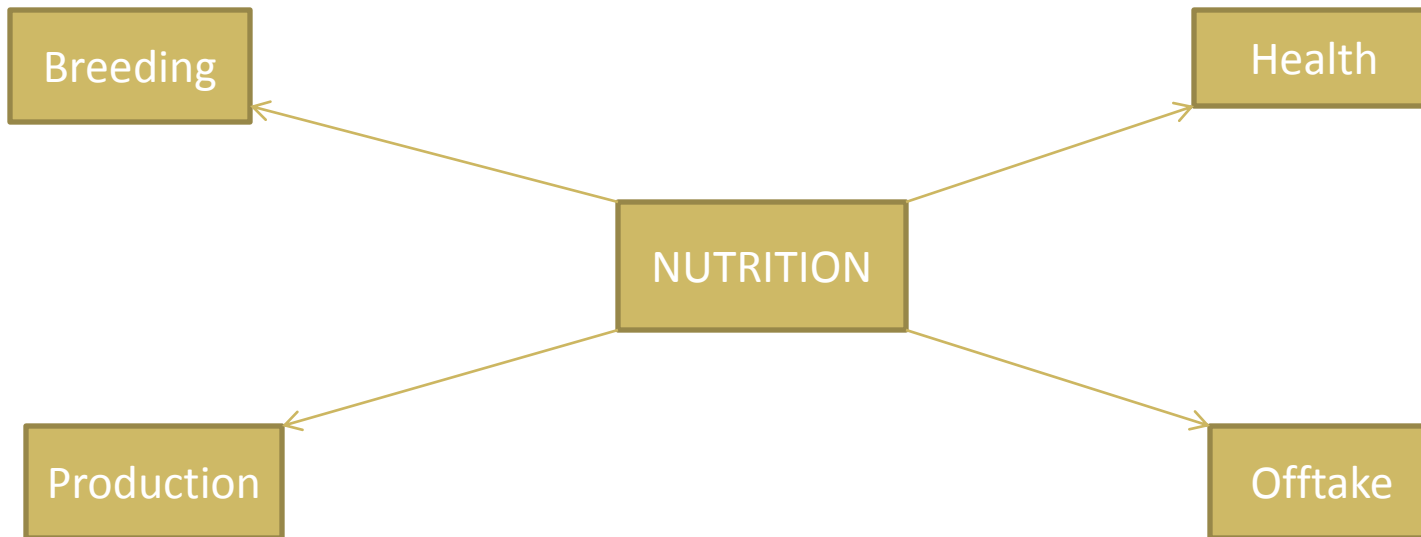 Breeding
Health
NUTRITION
Production
Offtake